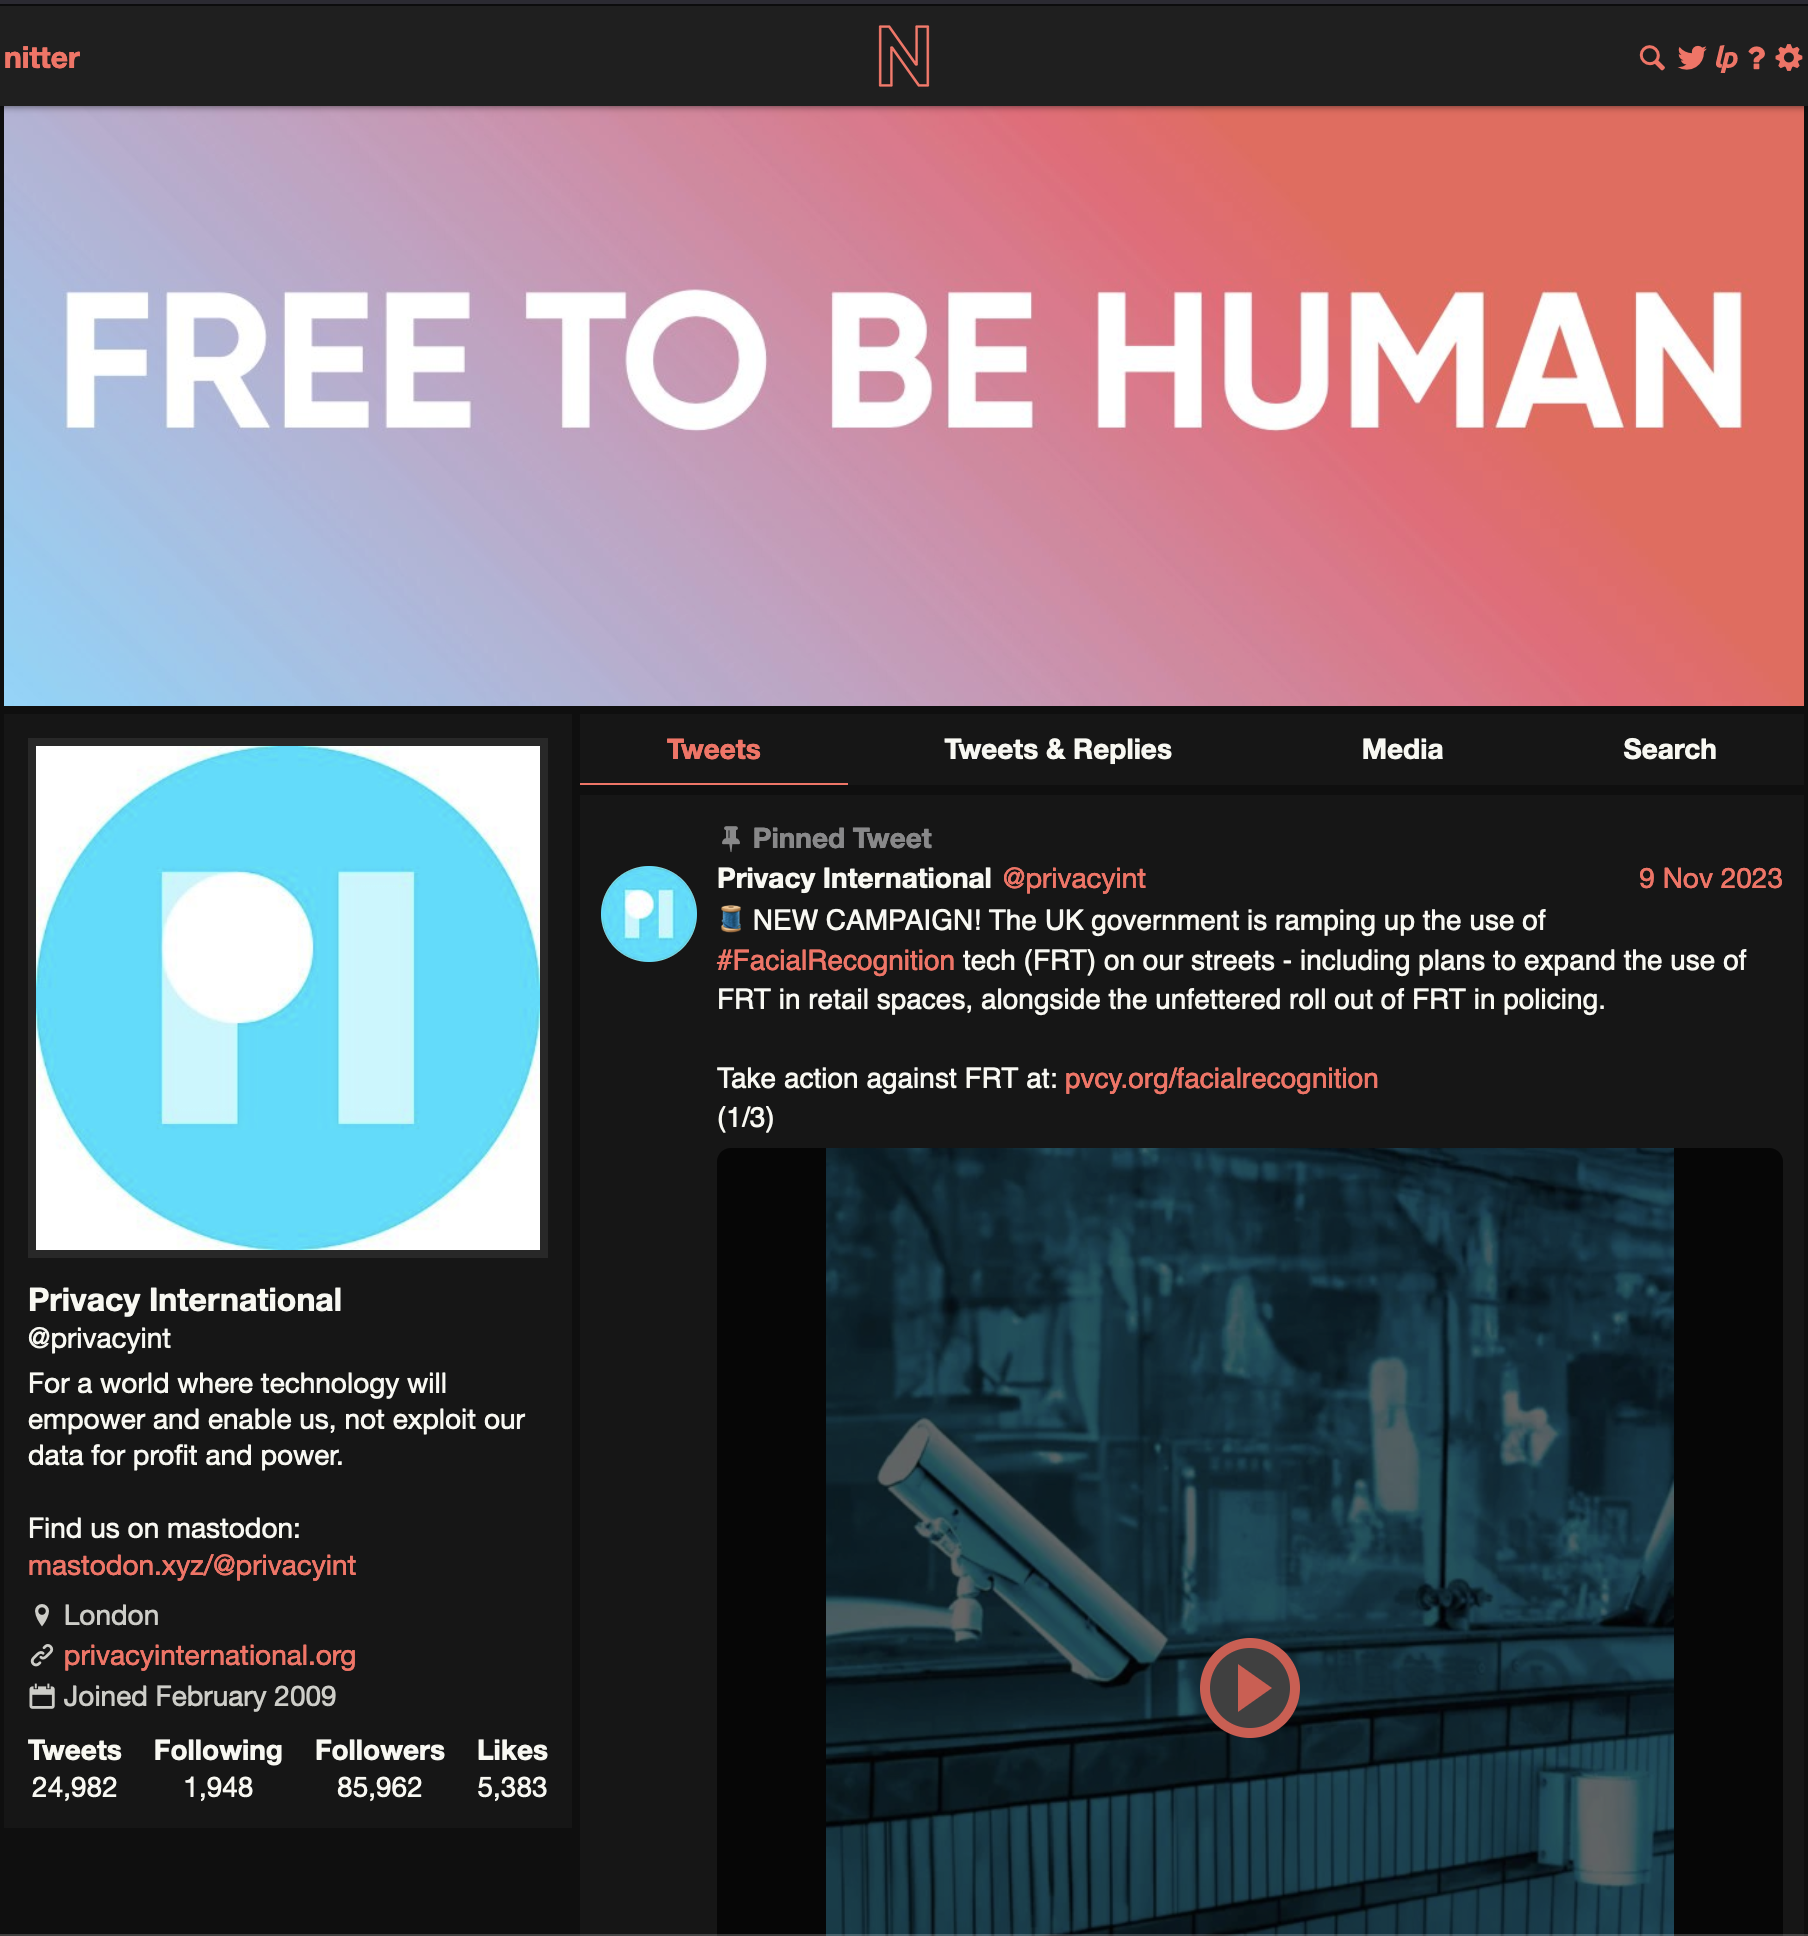 nitter
N
lp ?
FREE TO BE HUMAN
PI
Privacy International
@privacyint
For a world where technology will
empower and enable us, not exploit our
data for profit and power.
Find us on mastodon:
mastodon.xyz/@privacyint
London
privacyinternational.org
Joined February 2009
Tweets Following Followers Likes
24,982 1,948 85,962 5,383
Tweets Tweets & Replies Media Search
Pinned Tweet
PI
Privacy International @privacyint 9 Nov 2023
🧵 NEW CAMPAIGN! The UK government is ramping up the use of
#FacialRecognition tech (FRT) on our streets - including plans to expand the use of
FRT in retail spaces, alongside the unfettered roll out of FRT in policing.
Take action against FRT at: pvcy.org/facialrecognition
(1/3)